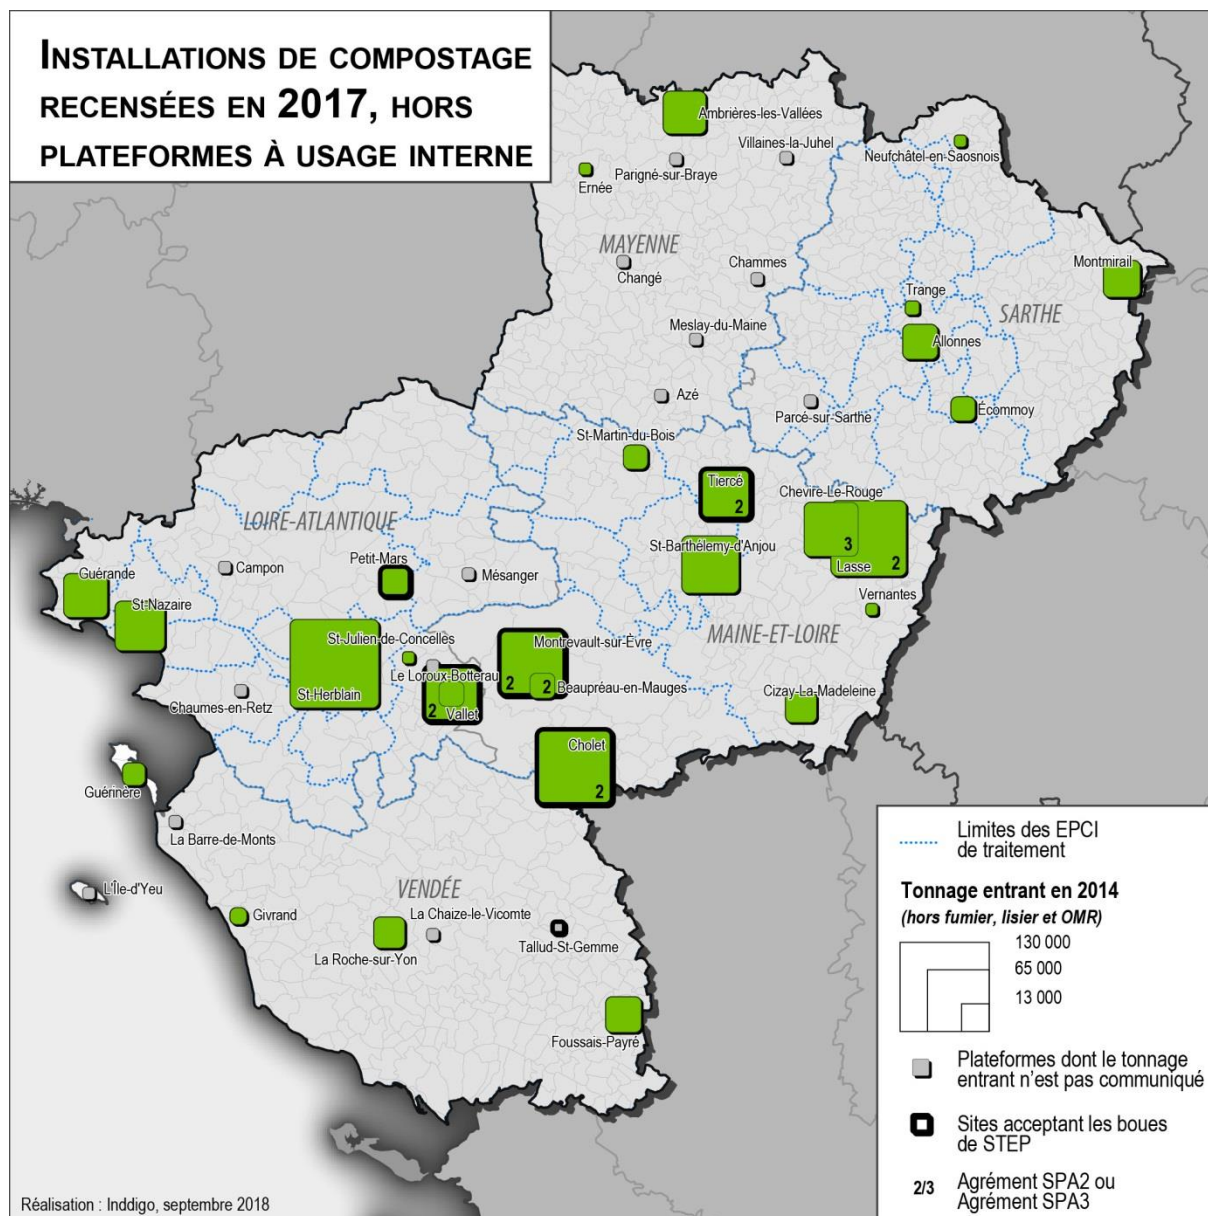 INSTALLATIONS DE COMPOSTAGE
RECENSÉES EN 2017, HORS
PLATEFORMES À USAGE INTERNE
Ambrières-les-Vallées
Villaines-la-Juhel
Neufchâtel-en-Saosnois
Parigné-sur-Braye
Ernée
MAYENNE
Changé
Chammes
Montmirail
Trange
SARTHE
Meslay-du-Maine
Allonnes
Azé
Parcé-sur-Sarthe
Écommoy
St-Martin-du-Bois
Tiercé
2
Chevire-Le-Rouge
3
Lasse
2
LOIRE-ATLANTIQUE
St-Barthélemy-d'Anjou
Petit-Mars
Campon
Mésanger
Guérande
St-Nazaire
Vernantes
MAINE-ET-LOIRE
St-Julien-de-Concelles
Montrevault-sur-Èvre
2
Le Loroux-Botterau
2
Beaupréau-en-Mauges
St-Herblain
Chaumes-en-Retz
2
Vallet
Cizay-La-Madeleine
Cholet
2
Guérinère
La Barre-de-Monts
L'Île-d'Yeu
VENDÉE
Givrand
La Chaize-le-Vicomte
La Roche-sur-Yon
Tallud-St-Gemme
Foussais-Payré
Limites des EPCI
de traitement
Tonnage entrant en 2014
(hors fumier, lisier et OMR)
130 000
65 000
13 000
Plateformes dont le tonnage
entrant n'est pas communiqué
Sites acceptant les boues
de STEP
2/3
Agrément SPA2 ou
Agrément SPA3
Réalisation : Inddigo, septembre 2018